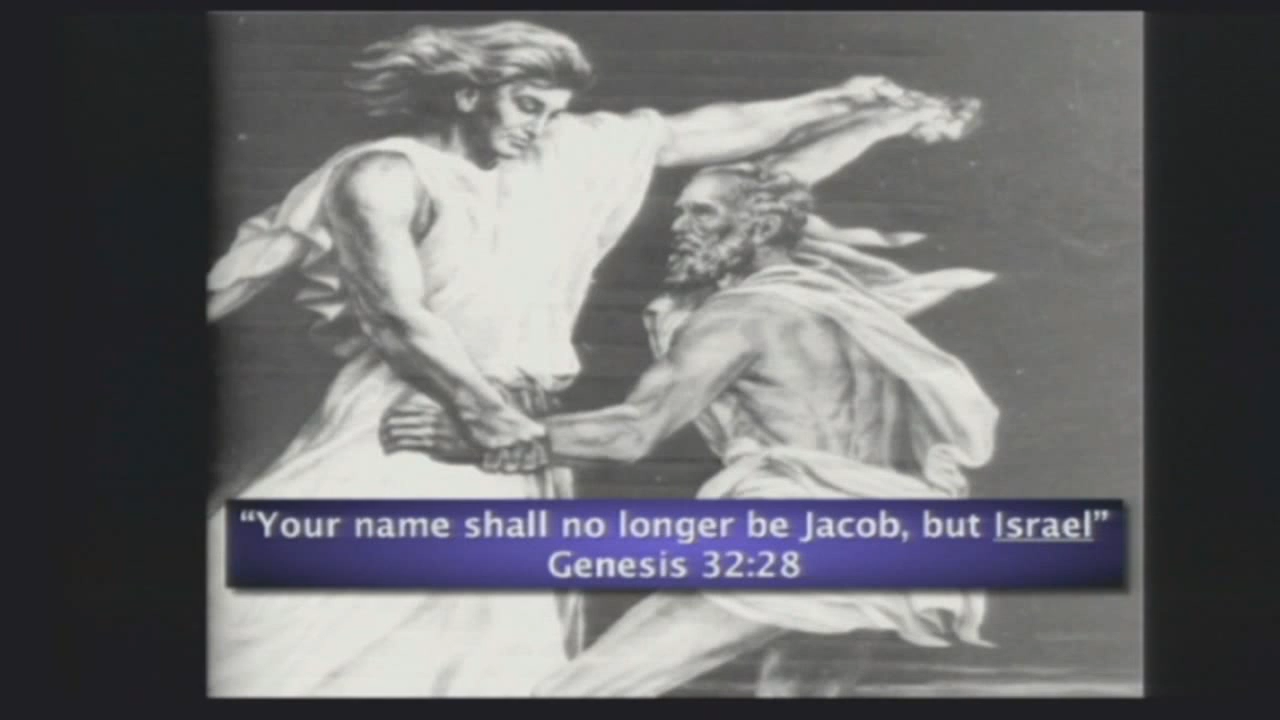 “Your name shall no longer be Jacob, but Israel”
Genesis 32:28